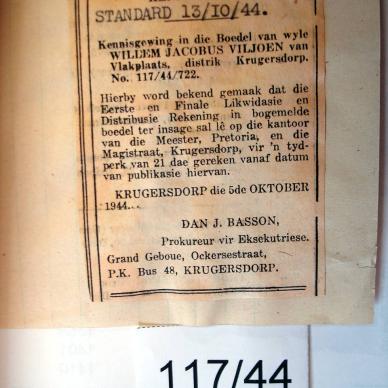 STANDARD 13/10/44.
Kennisgewing in die Boedel van wyle
WILLEM JACOBUS VILJOEN van
Vlakplaats, distrik Krugersdorp.
No. 117/44/722.
Hierby word bekend gemaak dat die
Eerste en Finale Likwidasie en
Distribusie Rekening in bogemelde
boedel ter insage sal lê op die kantoor
van die Meester, Pretoria, en die
Magistraat, Krugersdorp, vir 'n tyd-
perk van 21 dae gereken vanaf datum
van publikasie hiervan.
KRUGERSDORP die 5de OKTOBER
1944.
DAN J. BASSON,
Prokureur vir Eksekutriese.
Grand Geboue, Ockersestraat,
P.K. Bus 48, KRUGERSDORP.
117/44